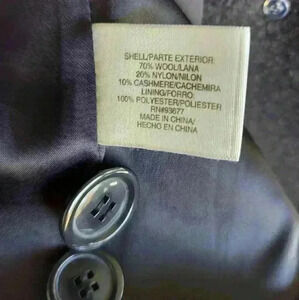 SHELL/PARTE EXTERIOR:
70% WOOL/LANA
20% NYLON/NILON
10% CASHMERE/CACHEMIRA
LINING/FORRO:
100% POLYESTER/POLIESTER
RN#93677
MADE IN CHINA/
HECHO EN CHINA